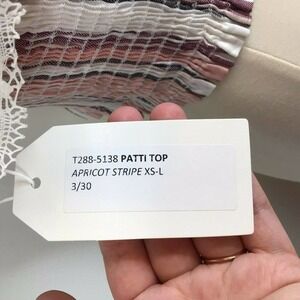 T288-5138 PATTI TOP
APRICOT STRIPE XS-L
3/30